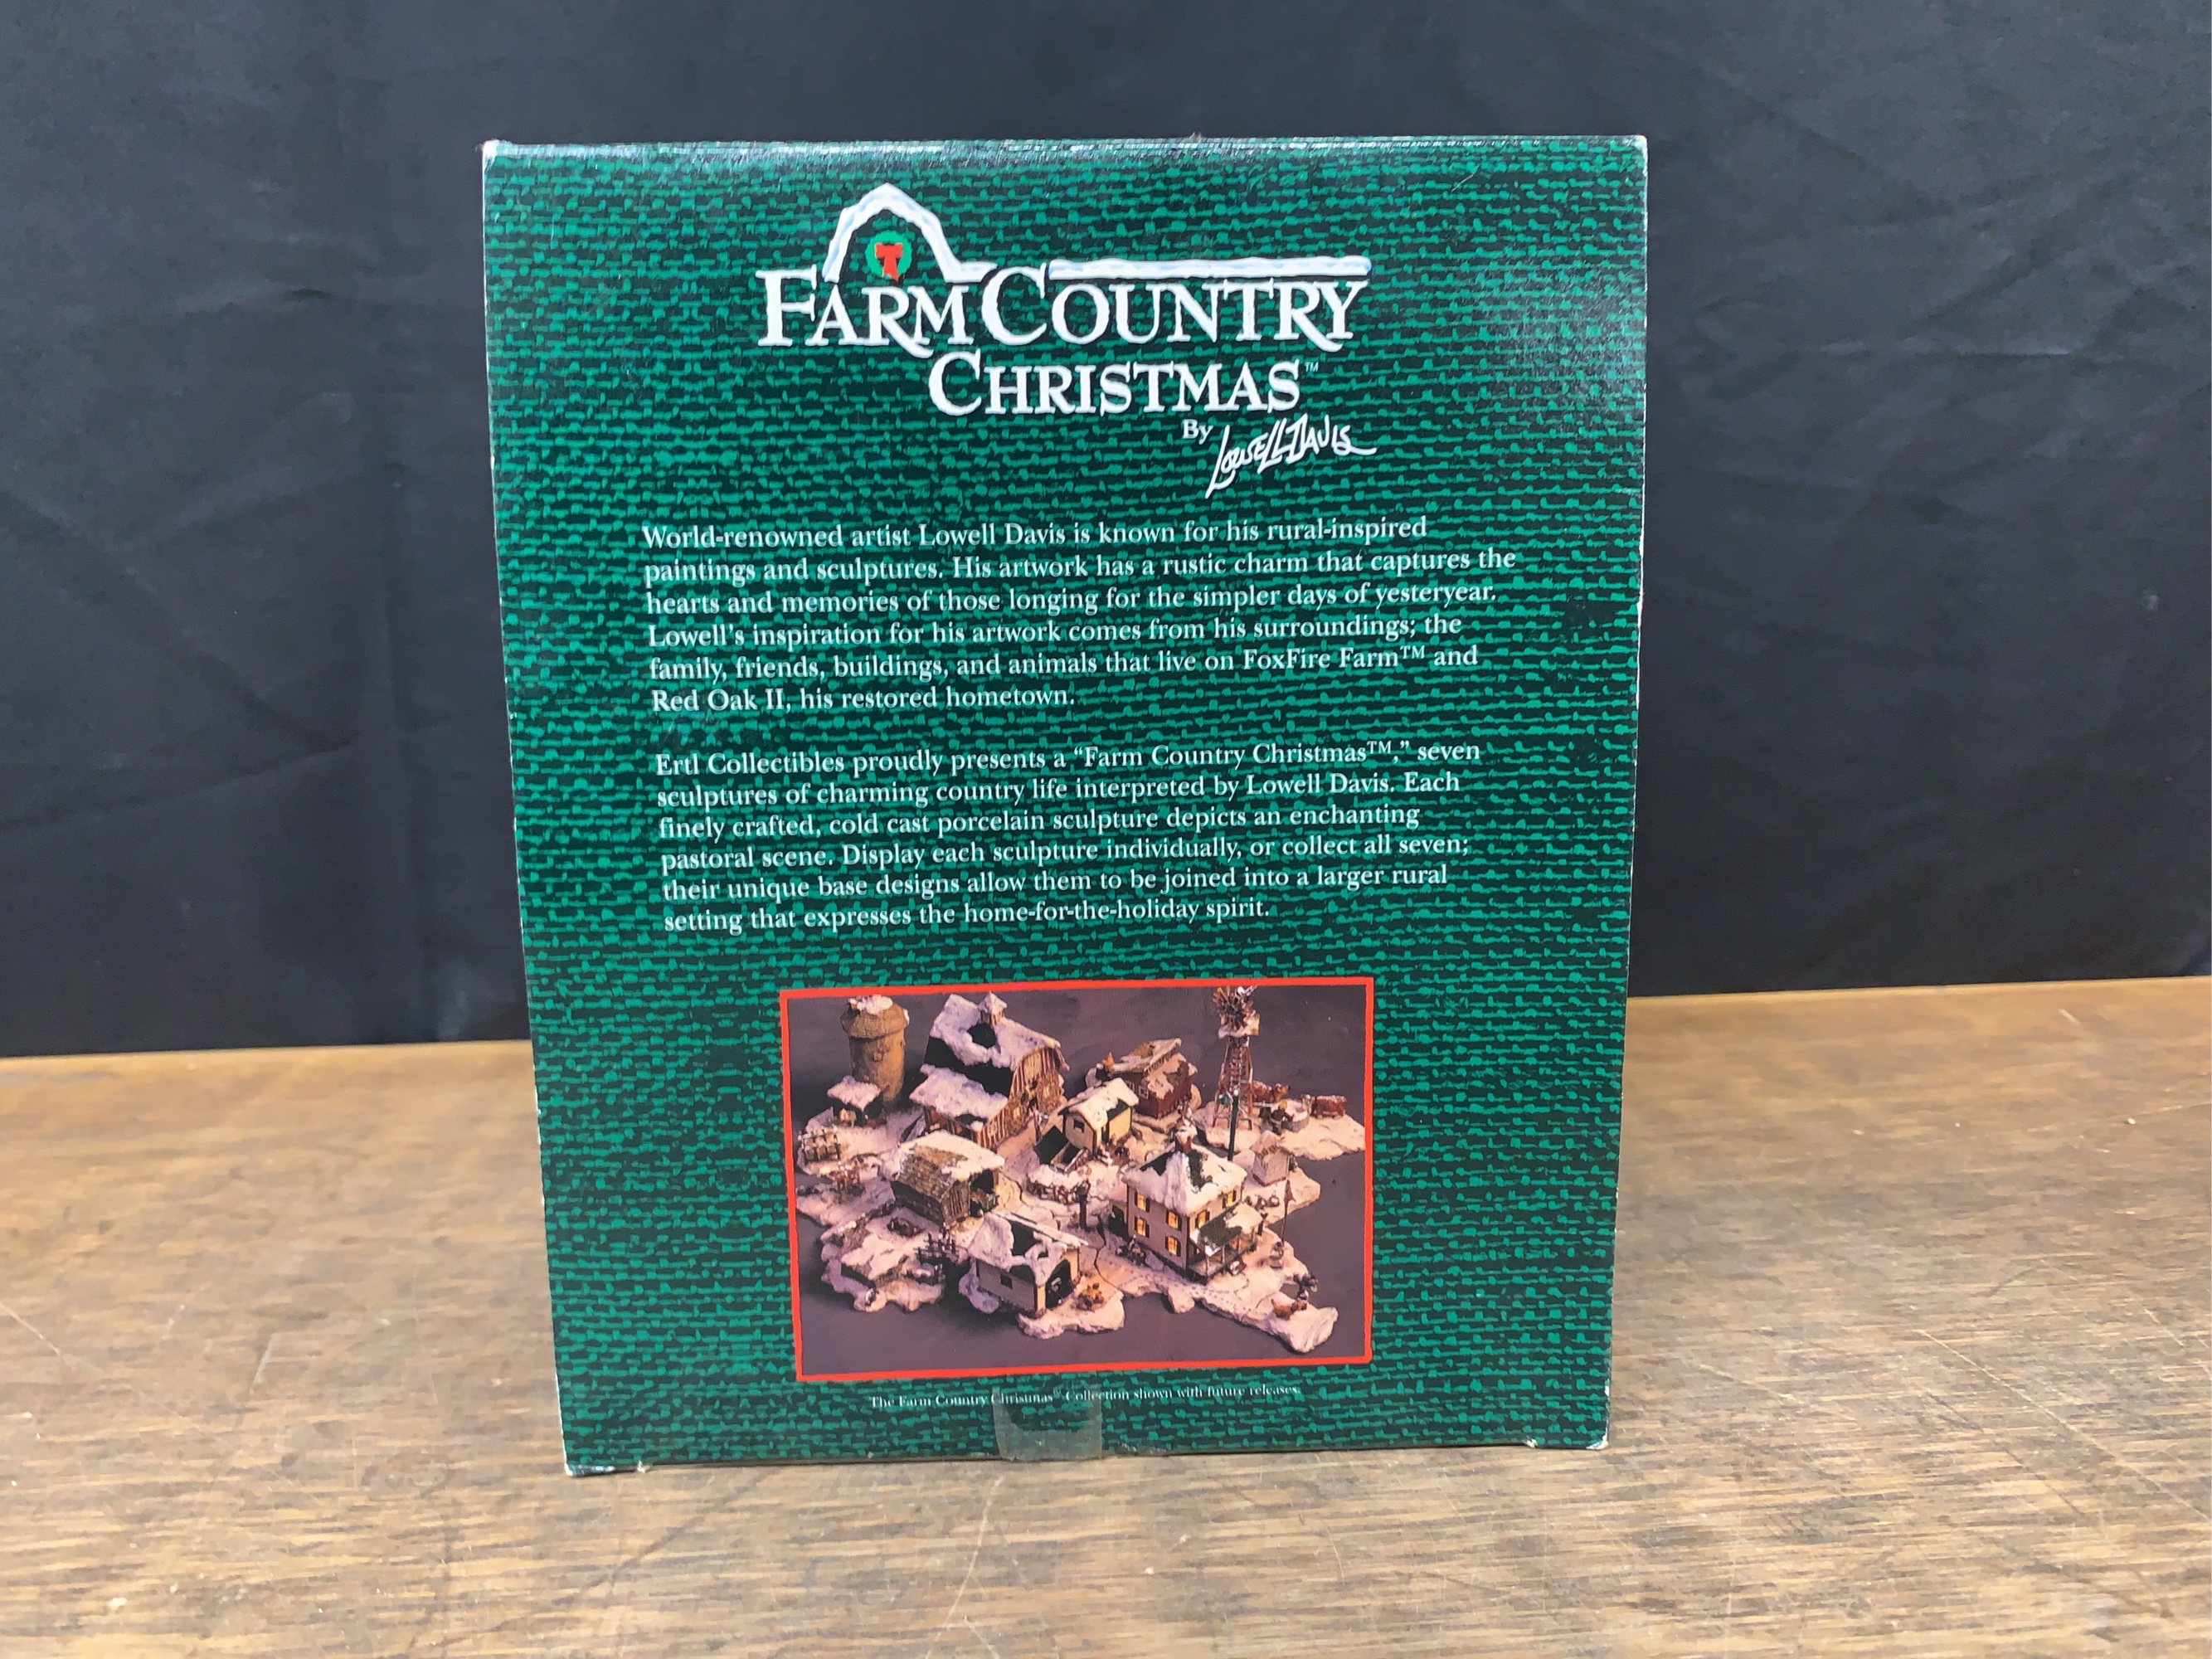 FARM COUNTRY
CHRISTMAS™
By Lowell Davis
World-renowned artist Lowell Davis is known for his rural-inspired
paintings and sculptures. His artwork has a rustic charm that captures the
hearts and memories of those longing for the simpler days of yesteryear.
Lowell's inspiration for his artwork comes from his surroundings; the
family, friends, buildings, and animals that live on FoxFire Farm™ and
Red Oak II, his restored hometown.
Ertl Collectibles proudly presents a “Farm Country Christmas™,” seven
sculptures of charming country life interpreted by Lowell Davis. Each
finely crafted, cold cast porcelain sculpture depicts an enchanting
pastoral scene. Display each sculpture individually, or collect all seven;
their unique base designs allow them to be joined into a larger rural
setting that expresses the home-for-the-holiday spirit.
The Farm Country Christmas™ Collection shown with future releases.